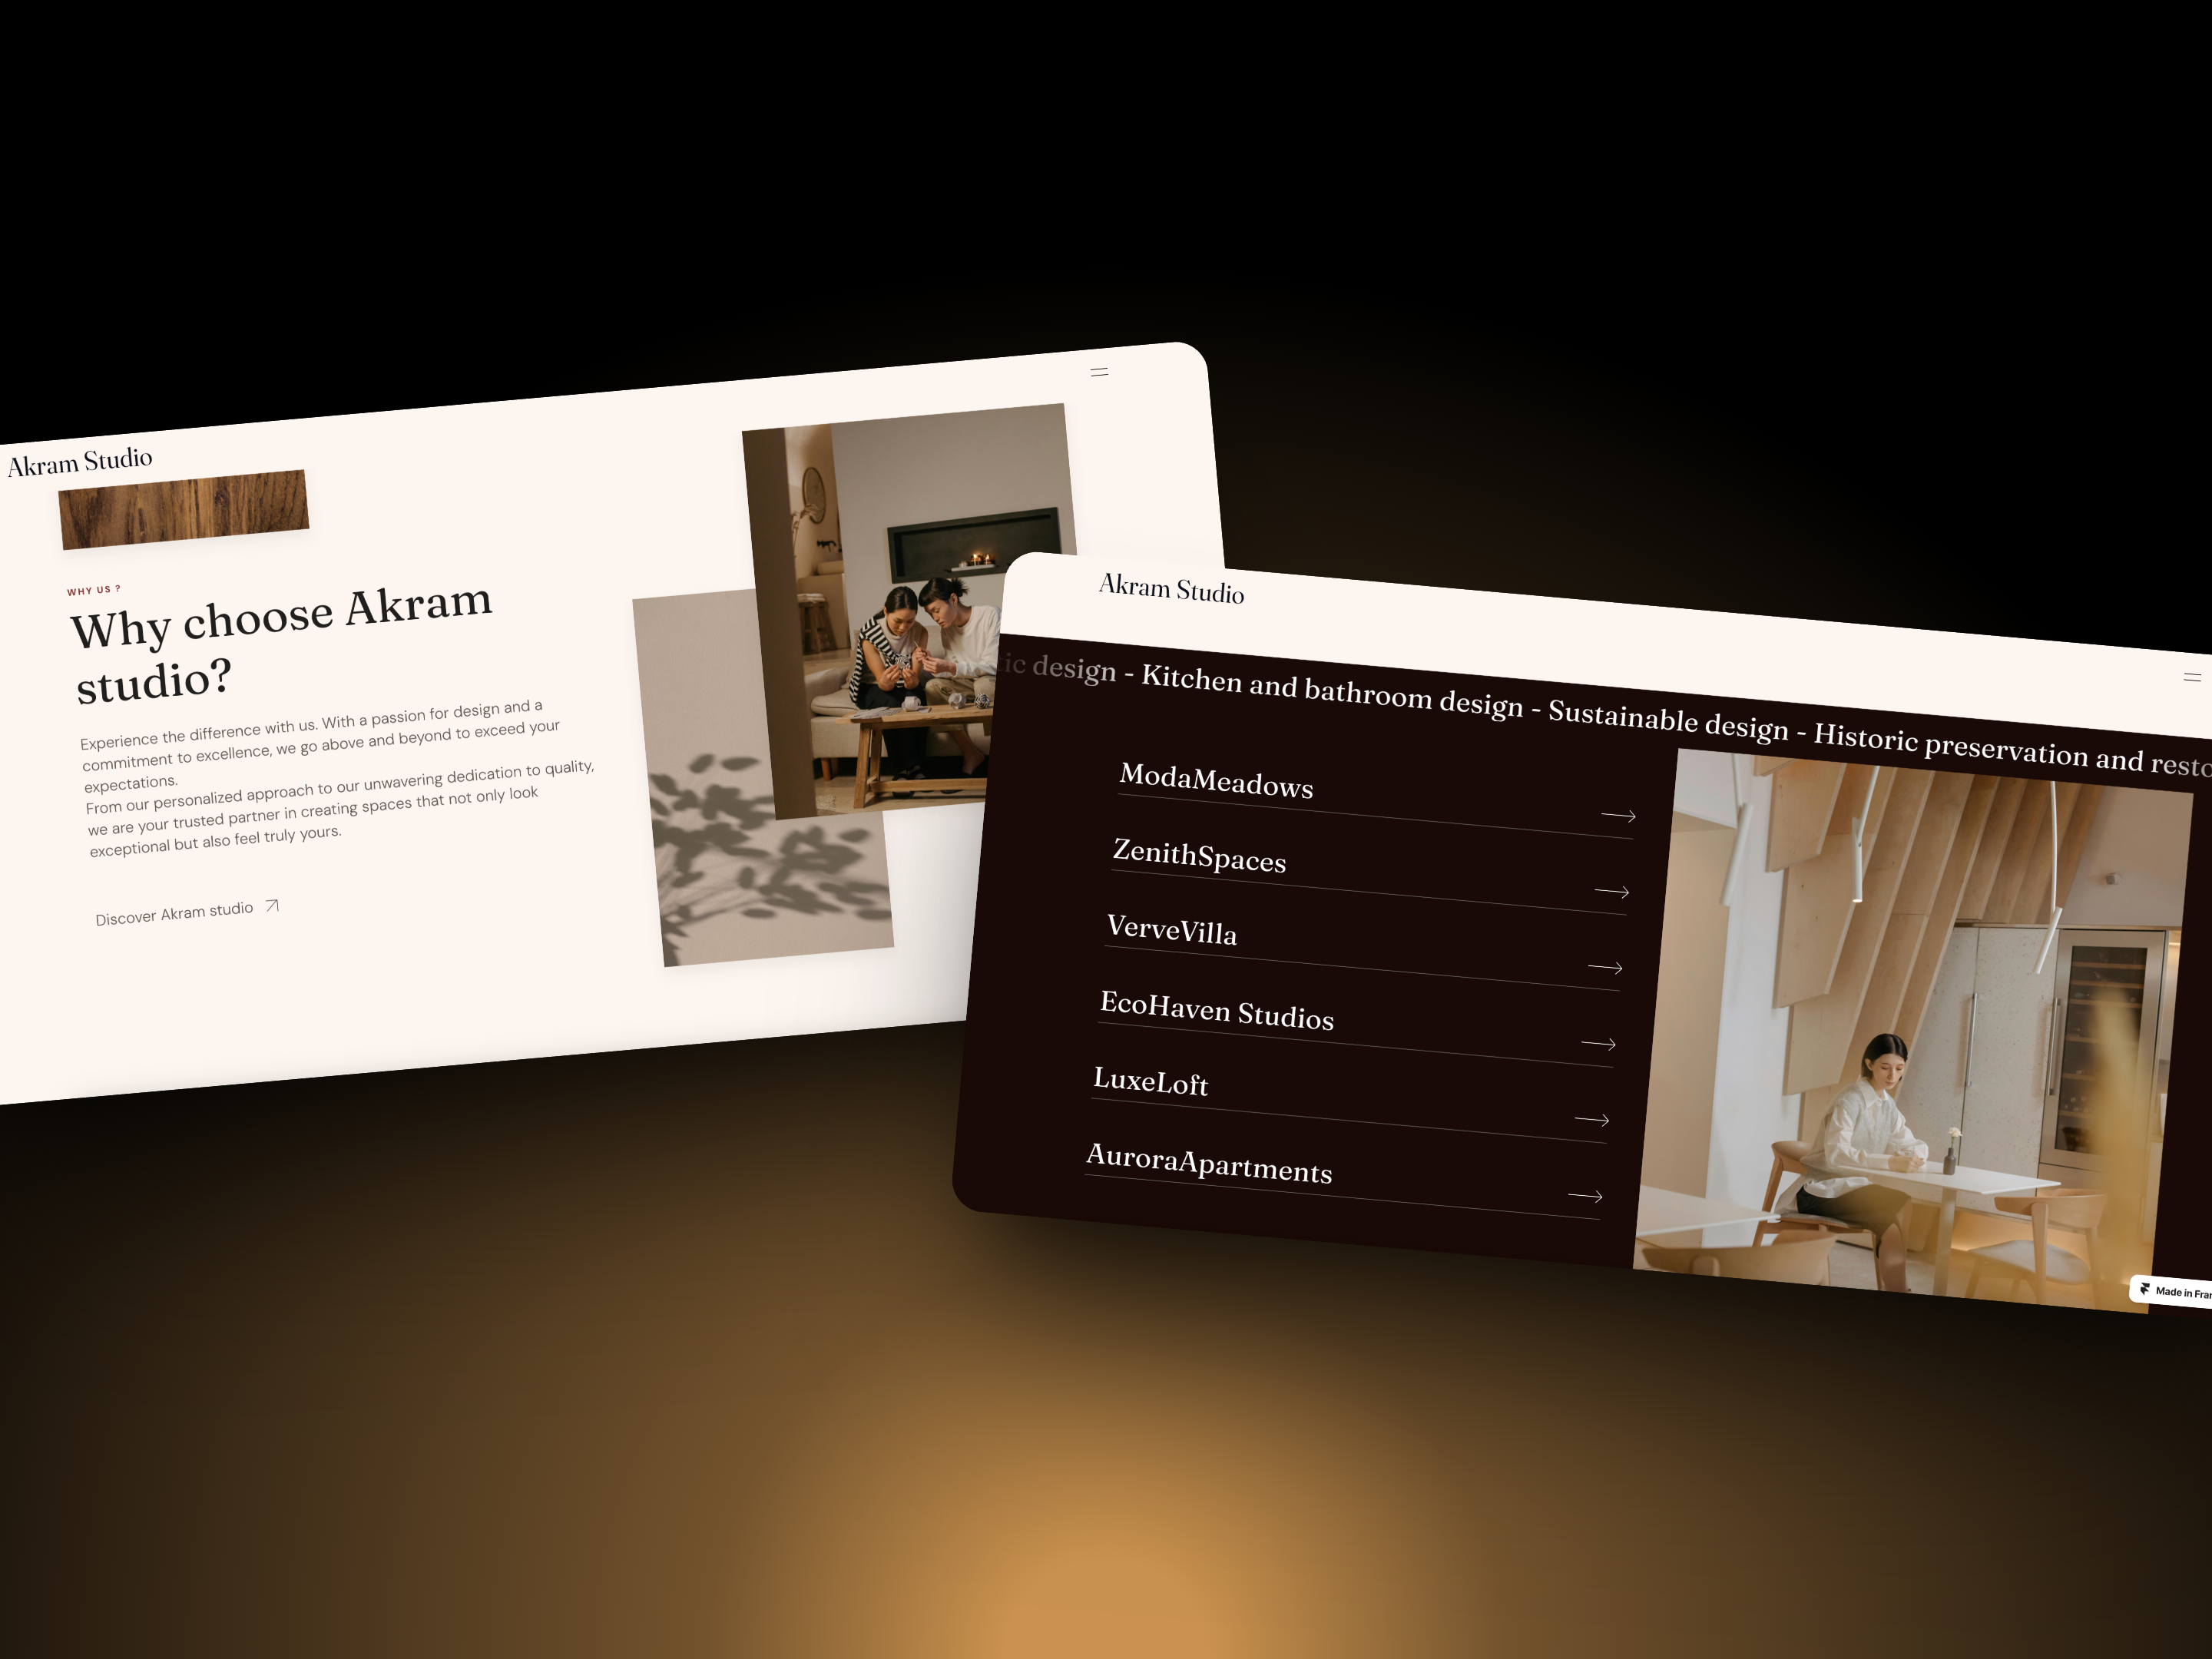 Akram Studio
WHY US ?
Why choose Akram
studio?
Experience the difference with us. With a passion for design and a
commitment to excellence, we go above and beyond to exceed your
expectations.
From our personalized approach to our unwavering dedication to quality,
we are your trusted partner in creating spaces that not only look
exceptional but also feel truly yours.
Discover Akram studio
Akram Studio
ic design - Kitchen and bathroom design - Sustainable design - Historic preservation and resto
ModaMeadows
ZenithSpaces
VerveVilla
EcoHaven Studios
LuxeLoft
AuroraApartments
Made in Fra